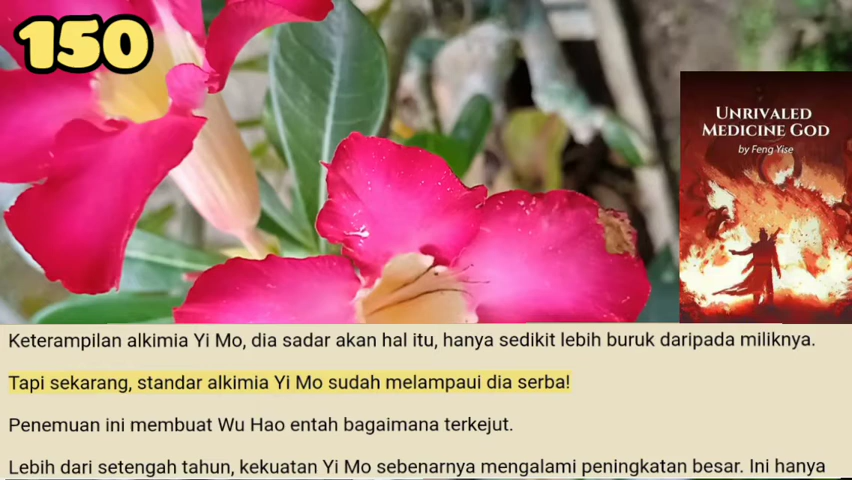 150
UNRIVALED
MEDICINE GOD
by Feng Yise
Keterampilan alkimia Yi Mo, dia sadar akan hal itu, hanya sedikit lebih buruk daripada miliknya.
Tapi sekarang, standar alkimia Yi Mo sudah melampaui dia serba!
Penemuan ini membuat Wu Hao entah bagaimana terkejut.
Lebih dari setengah tahun, kekuatan Yi Mo sebenarnya mengalami peningkatan besar. Ini hanya